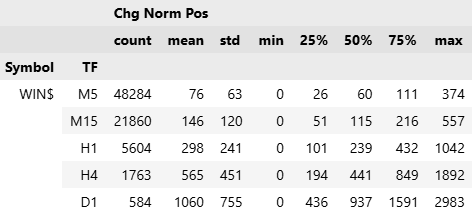 Chg Norm Pos
count mean std min 25% 50% 75% max
Symbol TF
WIN$ M5 48284 76 63 0 26 60 111 374
M15 21860 146 120 0 51 115 216 557
H1 5604 298 241 0 101 239 432 1042
H4 1763 565 451 0 194 441 849 1892
D1 584 1060 755 0 436 937 1591 2983